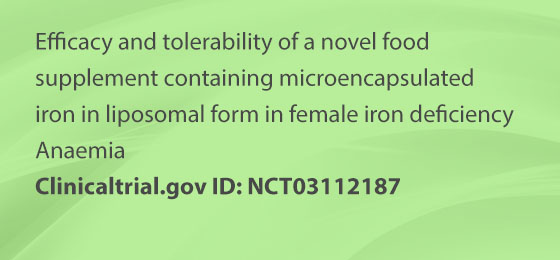 Efficacy and tolerability of a novel food
supplement containing microencapsulated
iron in liposomal form in female iron deficiency
Anaemia
Clinicaltrial.gov ID: NCT03112187